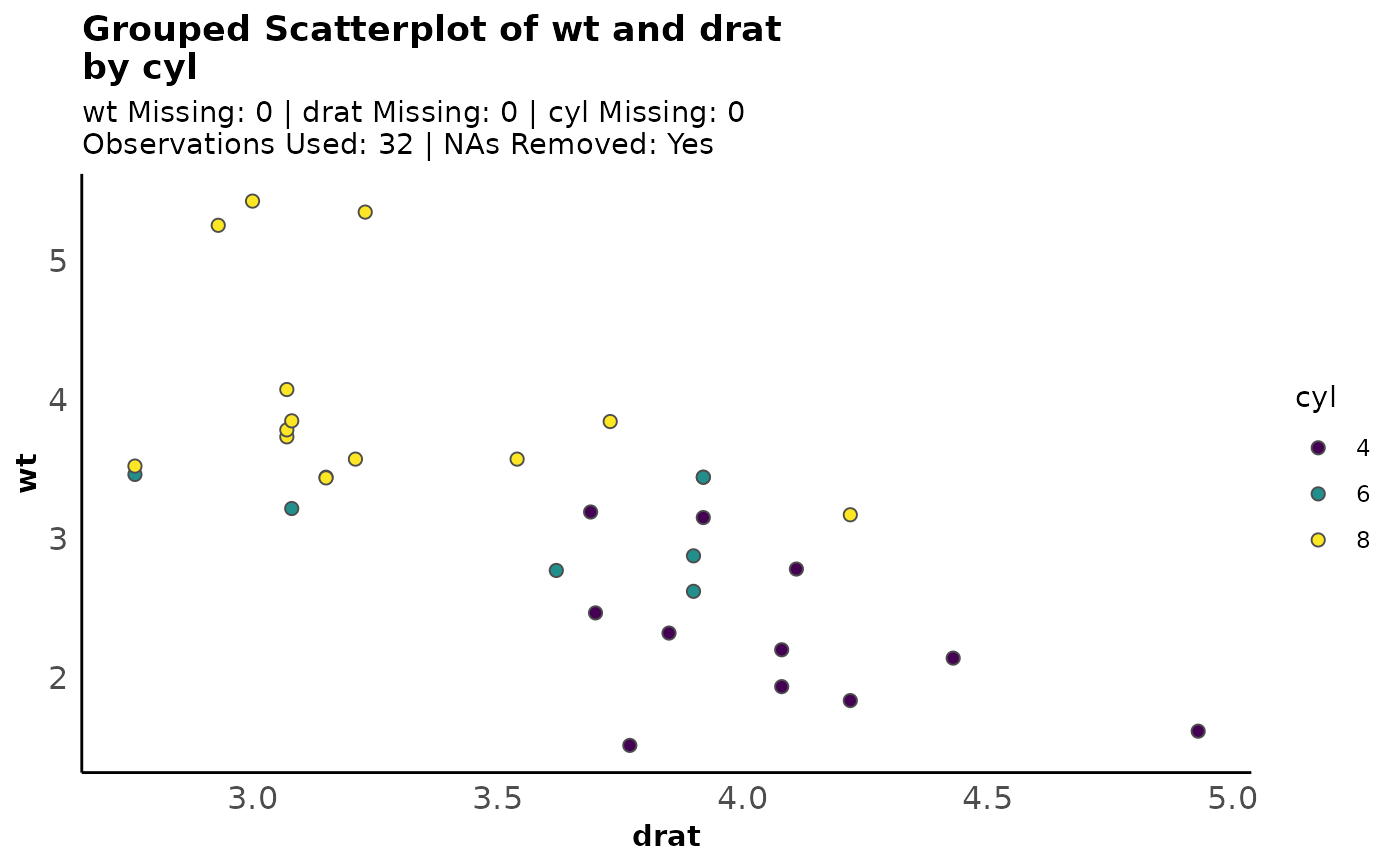 Grouped Scatterplot of wt and drat
by cyl
wt Missing: 0 | drat Missing: 0 | cyl Missing: 0
Observations Used: 32 | NAs Removed: Yes
5
4
3
2
wt
3.0
3.5
4.0
4.5
5.0
drat
cyl
4
6
8